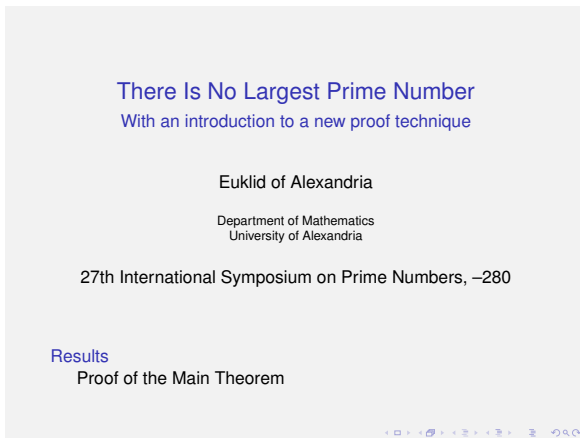 There Is No Largest Prime Number
With an introduction to a new proof technique
Euklid of Alexandria
Department of Mathematics
University of Alexandria
27th International Symposium on Prime Numbers, –280
Results
Proof of the Main Theorem